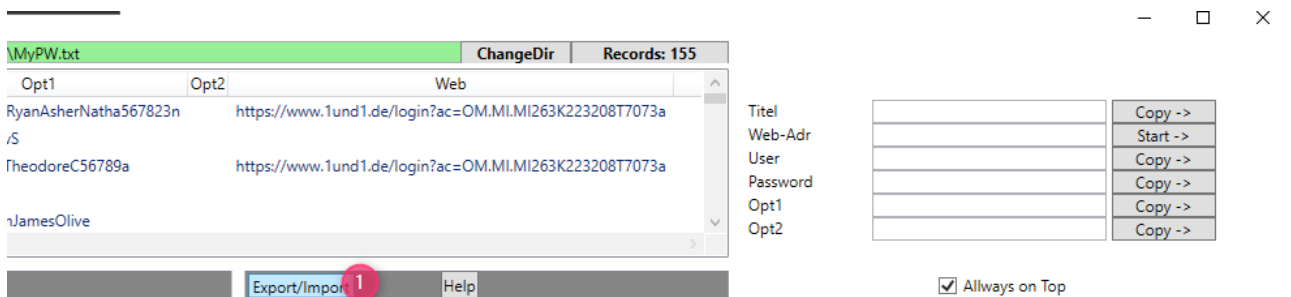 \MyPW.txt ChangeDir Records: 155
Opt1 Opt2 Web
RyanAsherNatha567823n https://www.1und1.de/login?ac=OM.MI.MI263K223208T7073a
Titel Copy ->
Web-Adr Start ->
TheodoreC56789a https://www.1und1.de/login?ac=OM.MI.MI263K223208T7073a
User Copy ->
Password Copy ->
Opt1 Copy ->
JamesOlive
Opt2 Copy ->
Export/Import 1 Help
Allways on Top